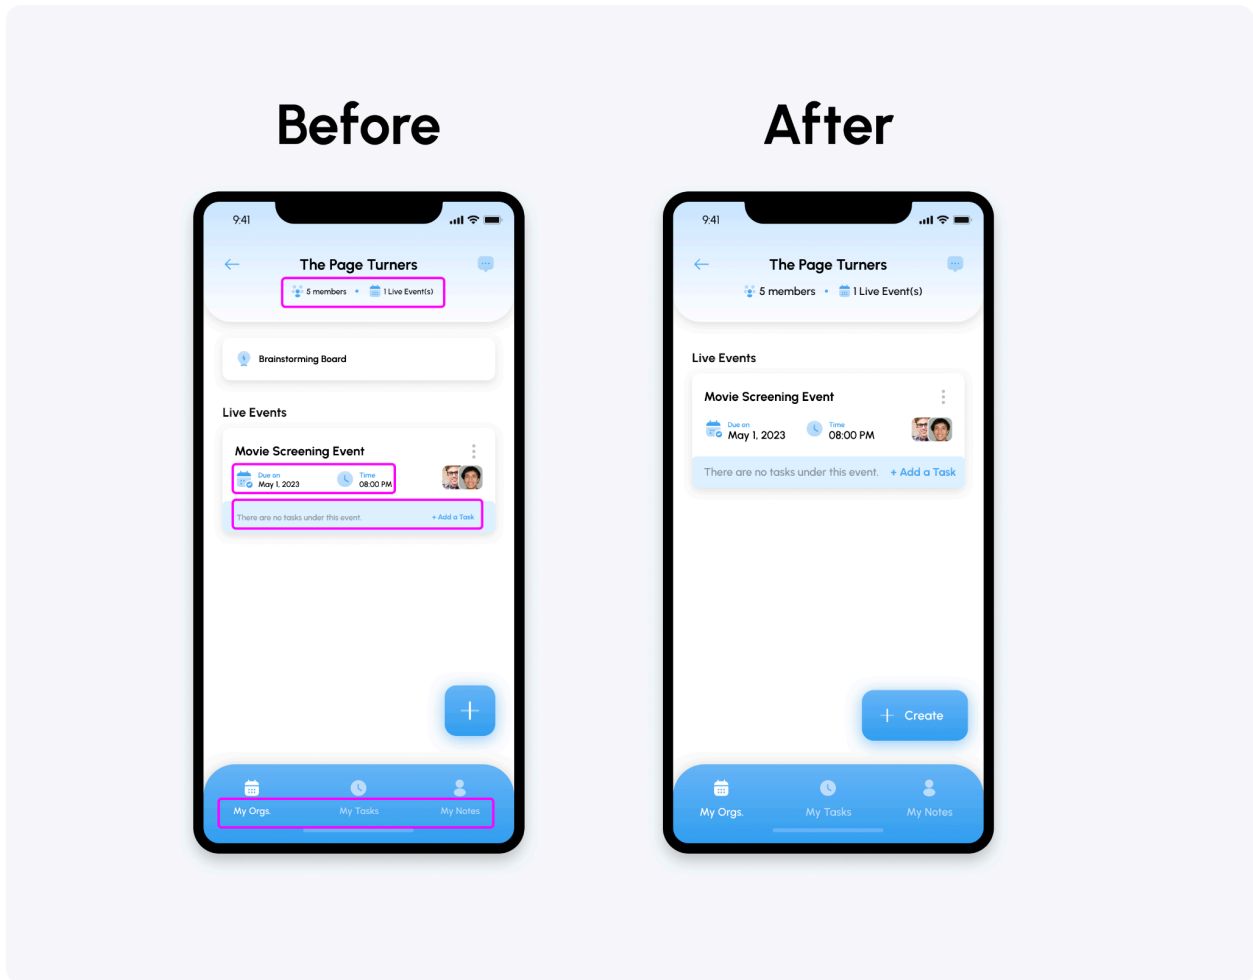 Before
9:41
The Page Turners
5 members • 1 Live Event(s)
Brainstorming Board
Live Events
Movie Screening Event
Due on
May 1, 2023
Time
08:00 PM
There are no tasks under this event. + Add a Task
My Orgs. My Tasks My Notes
After
9:41
The Page Turners
5 members • 1 Live Event(s)
Live Events
Movie Screening Event
Due on
May 1, 2023
Time
08:00 PM
There are no tasks under this event. + Add a Task
+ Create
My Orgs. My Tasks My Notes